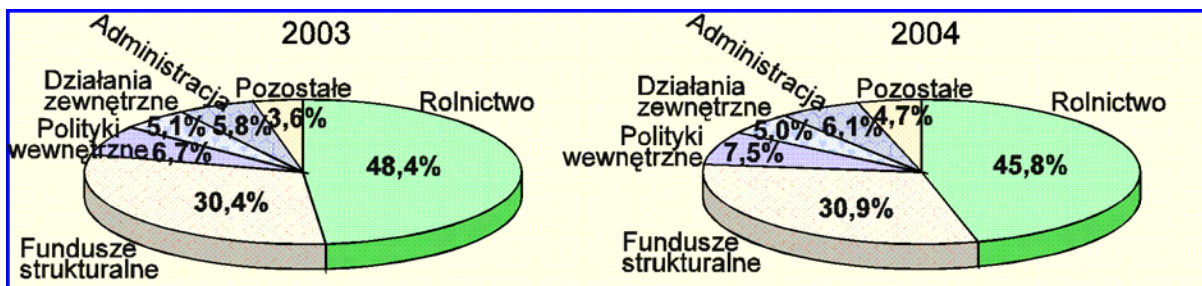 2003
Administracja
Działania
zewnętrzne
Pozostałe
Rolnictwo
Polityki
wewnętrzne
5,1%
5,8%
3,6%
6,7%
48,4%
30,4%
Fundusze
strukturalne
2004
Administracja
Działania
zewnętrzne
Pozostałe
Rolnictwo
Polityki
wewnętrzne
5,0%
6,1%
4,7%
7,5%
45,8%
30,9%
Fundusze
strukturalne